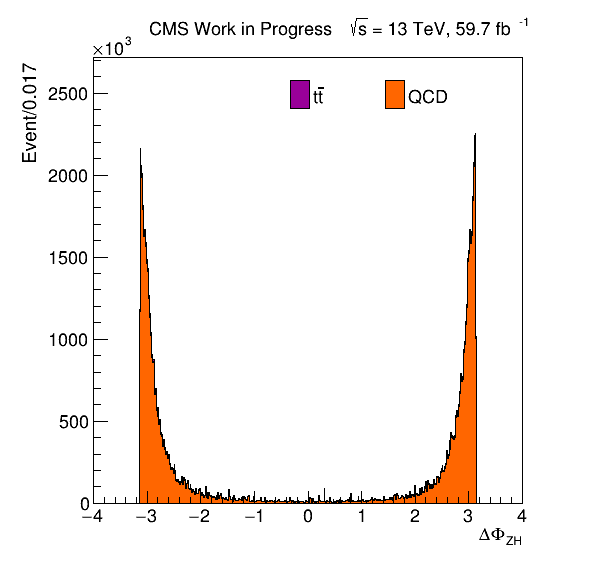 CMS Work in Progress √s = 13 TeV, 59.7 fb⁻¹
×10³
Event/0.017
tt̅
QCD
2500
2000
1500
1000
500
0
−4 −3 −2 −1 0 1 2 3 4
ΔΦZH